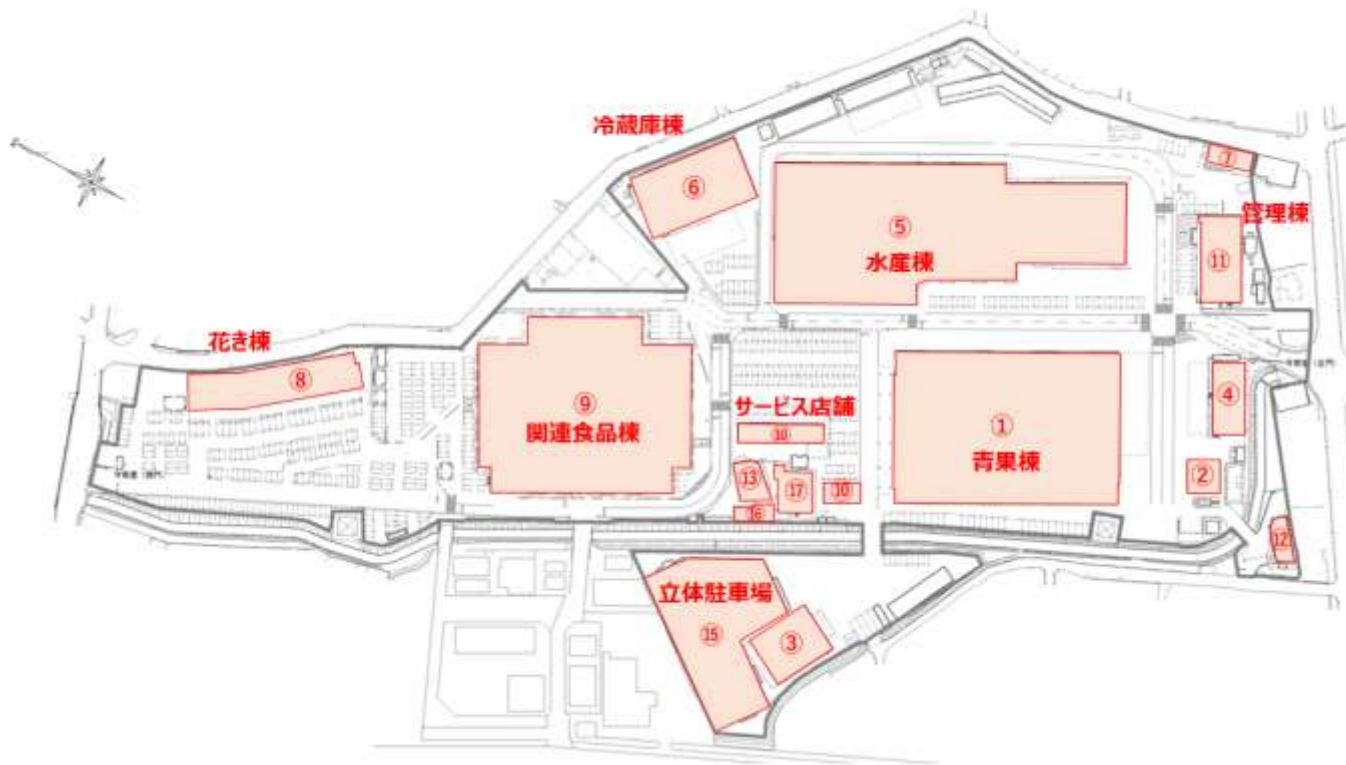 冷蔵庫棟
⑥
⑦
管理棟
⑤
水産棟
⑪
花き棟
⑧
⑨
関連食品棟
サービス店舗
⑩
①
青果棟
④
⑬
⑰
⑩
②
⑯
⑫
立体駐車場
⑮
③